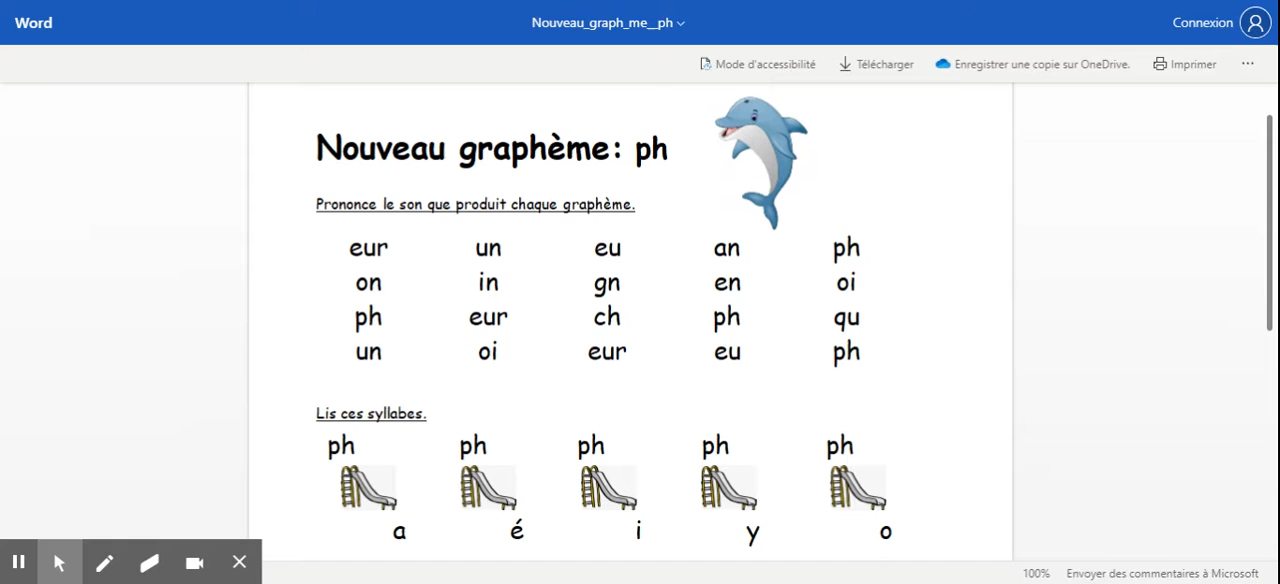 Word
Nouveau_graph_me__ph
Connexion
Mode d'accessibilité
Télécharger
Enregistrer une copie sur OneDrive.
Imprimer
Nouveau graphème: ph
Prononce le son que produit chaque graphème.
eur un eu an ph
on in gn en oi
ph eur ch ph qu
un oi eur eu ph
Lis ces syllabes.
ph ph ph ph ph
a é i y o
100% Envoyer des commentaires à Microsoft